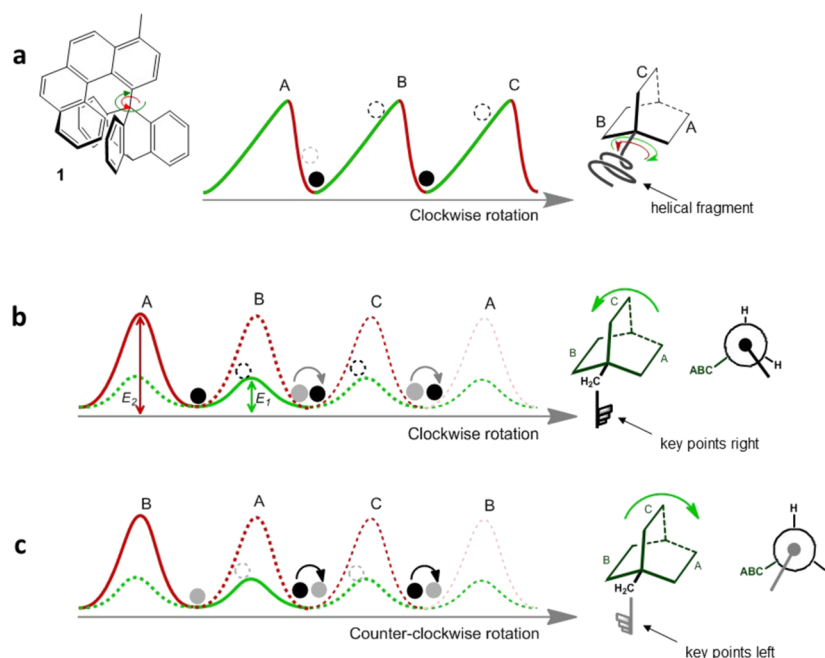 a
1
A B C
Clockwise rotation
C
B A
helical fragment
b
A B C A
E2 E1
Clockwise rotation
C
B A
H2C
key points right
H
ABC H
c
B A C B
Counter-clockwise rotation
C
B A
H2C
key points left
H
ABC